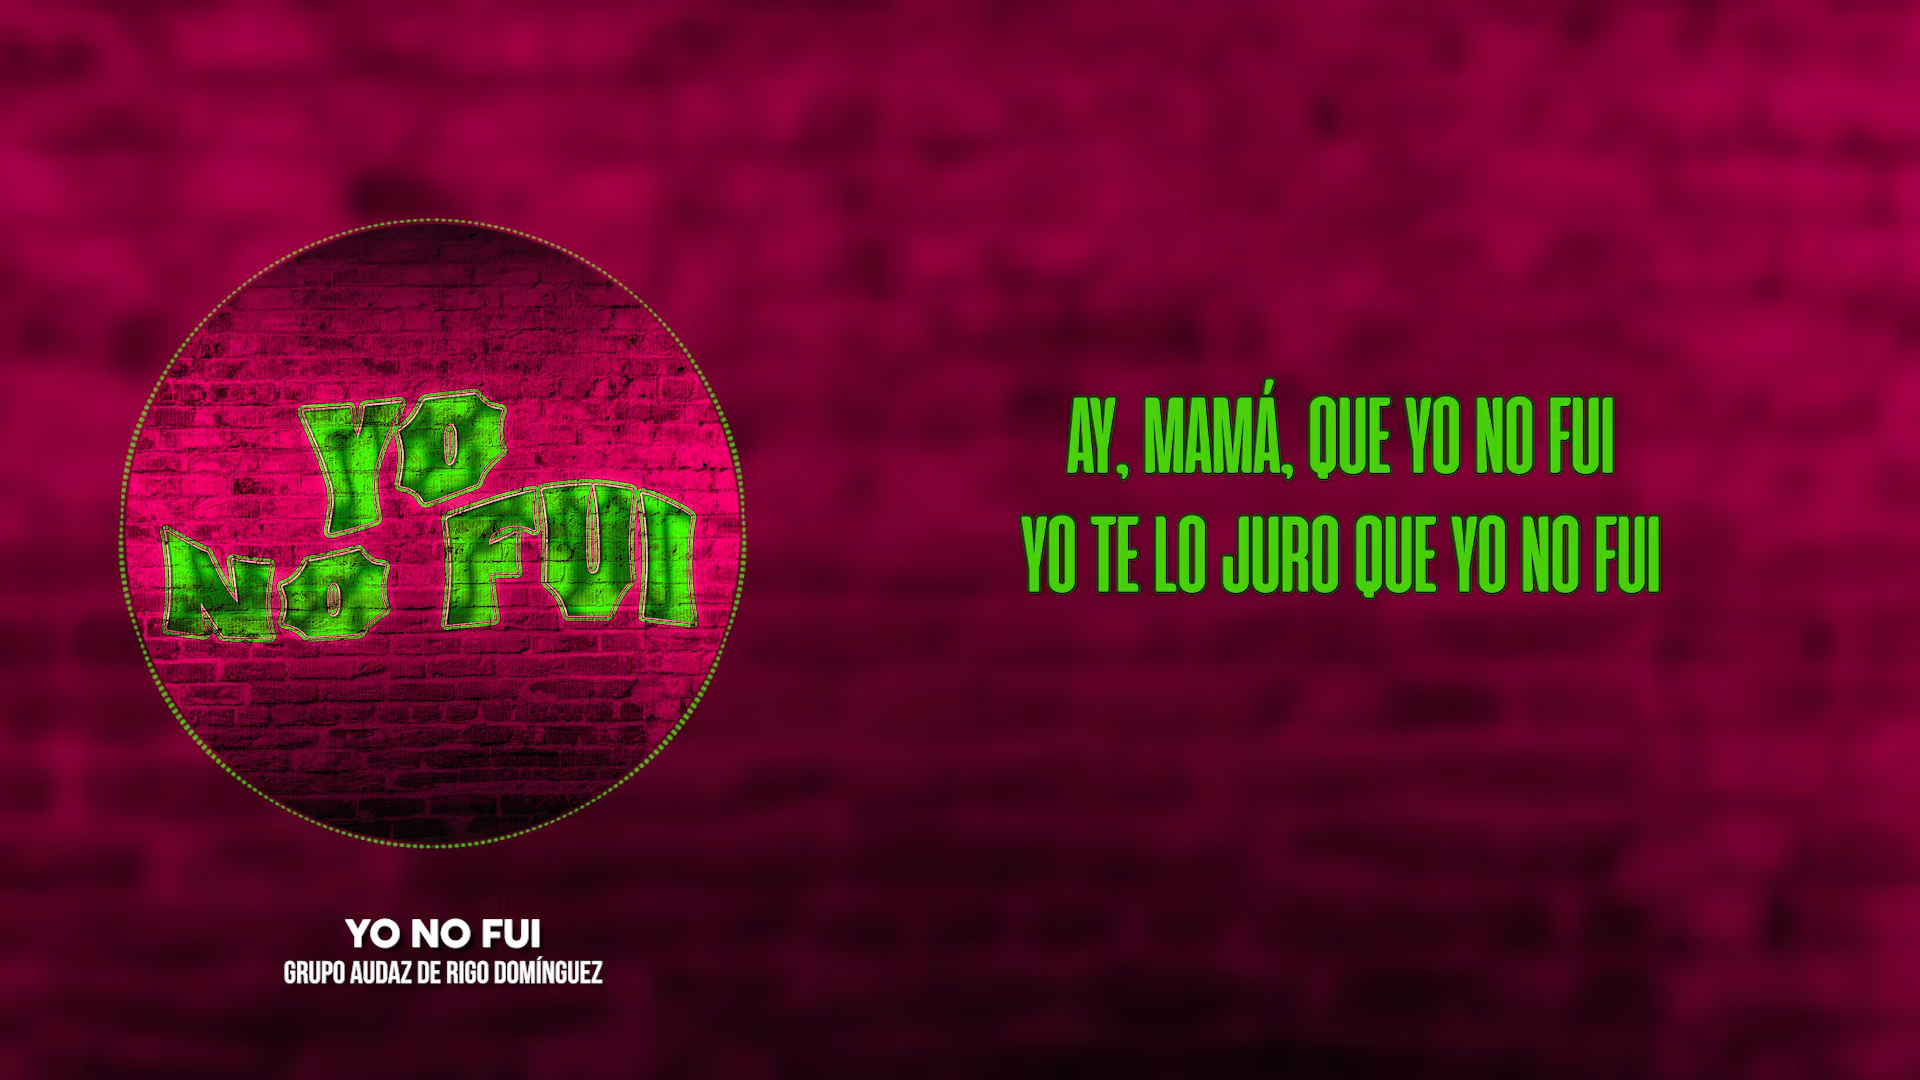 YO
NO FUI
YO NO FUI
GRUPO AUDAZ DE RIGO DOMÍNGUEZ
AY, MAMÁ, QUE YO NO FUI
YO TE LO JURO QUE YO NO FUI